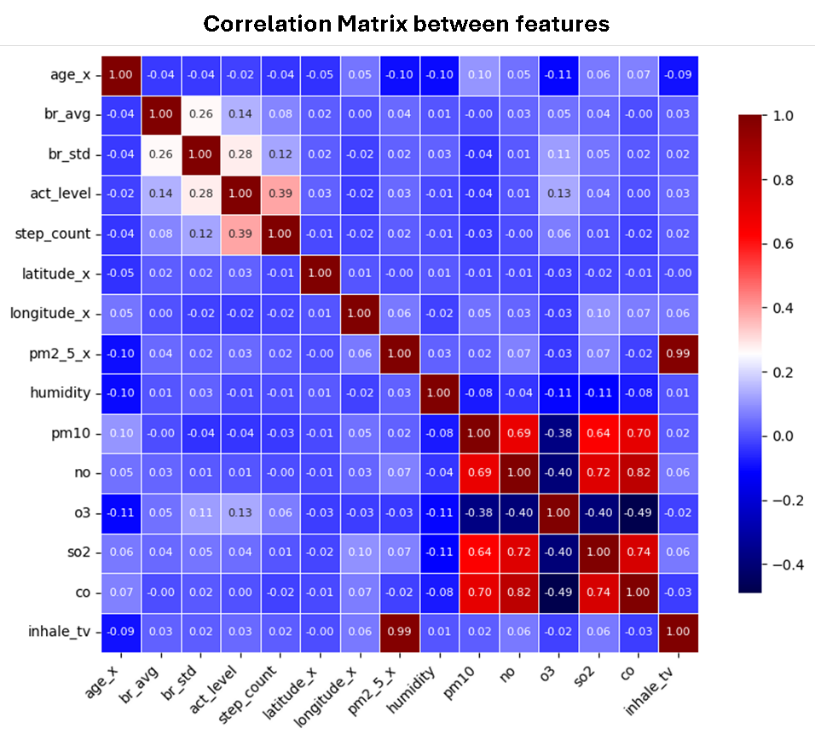 Correlation Matrix between features
age_x 1.00 -0.04 -0.04 -0.02 -0.04 -0.05 0.05 -0.10 -0.10 0.10 0.05 -0.11 0.06 0.07 -0.09
br_avg -0.04 1.00 0.26 0.14 0.08 0.02 0.00 0.04 0.01 -0.00 0.03 0.05 0.04 -0.00 0.03
br_std -0.04 0.26 1.00 0.28 0.12 0.02 -0.02 0.02 0.03 -0.04 0.01 0.11 0.05 0.02 0.02
act_level -0.02 0.14 0.28 1.00 0.39 0.03 -0.02 0.03 -0.01 -0.04 0.01 0.13 0.04 0.00 0.03
step_count -0.04 0.08 0.12 0.39 1.00 -0.01 -0.02 0.02 -0.01 -0.03 -0.00 0.06 0.01 -0.02 0.02
latitude_x -0.05 0.02 0.02 0.03 -0.01 1.00 0.01 -0.00 0.01 -0.01 -0.01 -0.03 -0.02 -0.01 -0.00
longitude_x 0.05 0.00 -0.02 -0.02 -0.02 0.01 1.00 0.06 -0.02 0.05 0.03 -0.03 0.10 0.07 0.06
pm2_5_x -0.10 0.04 0.02 0.03 0.02 -0.00 0.06 1.00 0.03 0.02 0.07 -0.03 0.07 -0.02 0.99
humidity -0.10 0.01 0.03 -0.01 -0.01 0.01 -0.02 0.03 1.00 -0.08 -0.04 -0.11 -0.11 -0.08 0.01
pm10 0.10 -0.00 -0.04 -0.04 -0.03 -0.01 0.05 0.02 -0.08 1.00 0.69 -0.38 0.64 0.70 0.02
no 0.05 0.03 0.01 0.01 -0.00 -0.01 0.03 0.07 -0.04 0.69 1.00 -0.40 0.72 0.82 0.06
o3 -0.11 0.05 0.11 0.13 0.06 -0.03 -0.03 -0.03 -0.11 -0.38 -0.40 1.00 -0.40 -0.49 -0.02
so2 0.06 0.04 0.05 0.04 0.01 -0.02 0.10 0.07 -0.11 0.64 0.72 -0.40 1.00 0.74 0.06
co 0.07 -0.00 0.02 0.00 -0.02 -0.01 0.07 -0.02 -0.08 0.70 0.82 -0.49 0.74 1.00 -0.03
inhale_tv -0.09 0.03 0.02 0.03 0.02 -0.00 0.06 0.99 0.01 0.02 0.06 -0.02 0.06 -0.03 1.00
age_x br_avg br_std act_level step_count latitude_x longitude_x pm2_5_x humidity pm10 no o3 so2 co inhale_tv
1.0
0.8
0.6
0.4
0.2
0.0
−0.2
−0.4